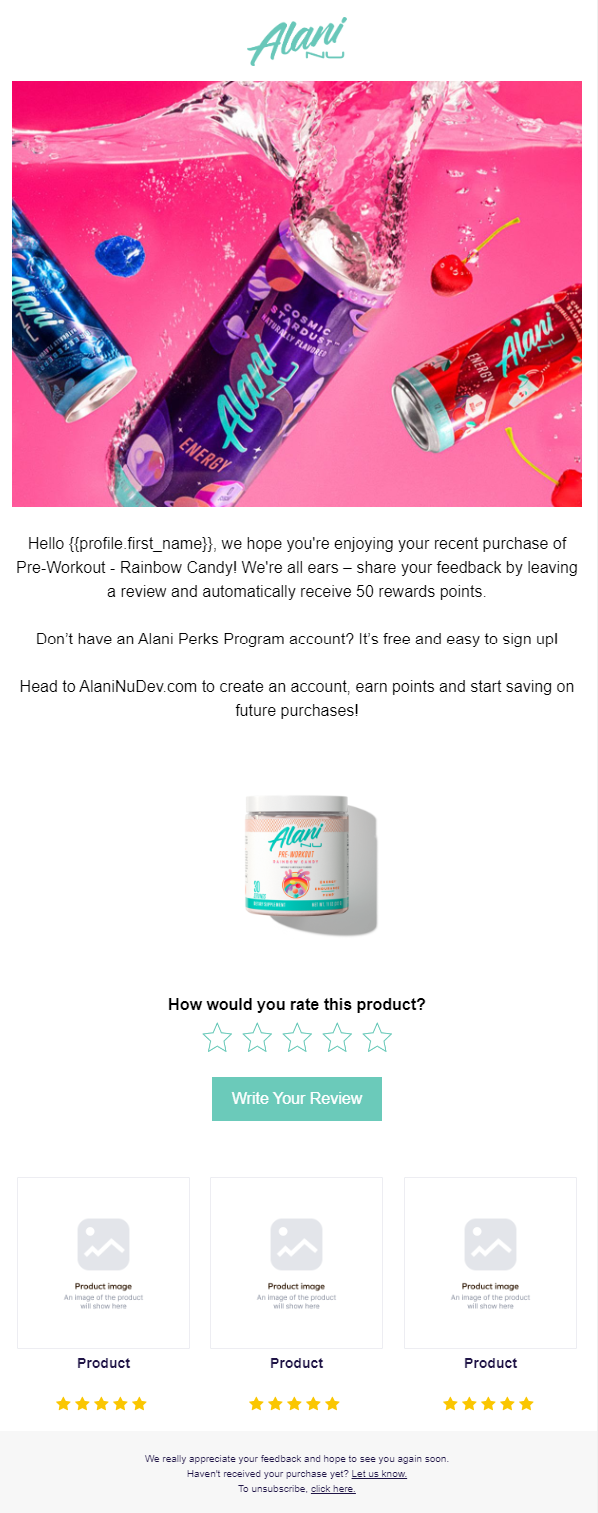 Alani
NU
Alani
NU
COSMIC
STARDUST
NATURALLY FLAVORED
Alani
NU
ENERGY
Alani
NU
ENERGY
Hello {{profile.first_name}}, we hope you're enjoying your recent purchase of
Pre-Workout - Rainbow Candy! We're all ears – share your feedback by leaving
a review and automatically receive 50 rewards points.
Don’t have an Alani Perks Program account? It’s free and easy to sign up!
Head to AlaniNuDev.com to create an account, earn points and start saving on
future purchases!
Alani
NU
PRE-WORKOUT
RAINBOW CANDY
30
How would you rate this product?
Write Your Review
Product image
An image of the product
will show here
Product image
An image of the product
will show here
Product image
An image of the product
will show here
Product
Product
Product
We really appreciate your feedback and hope to see you again soon.
Haven't received your purchase yet? Let us know.
To unsubscribe, click here.